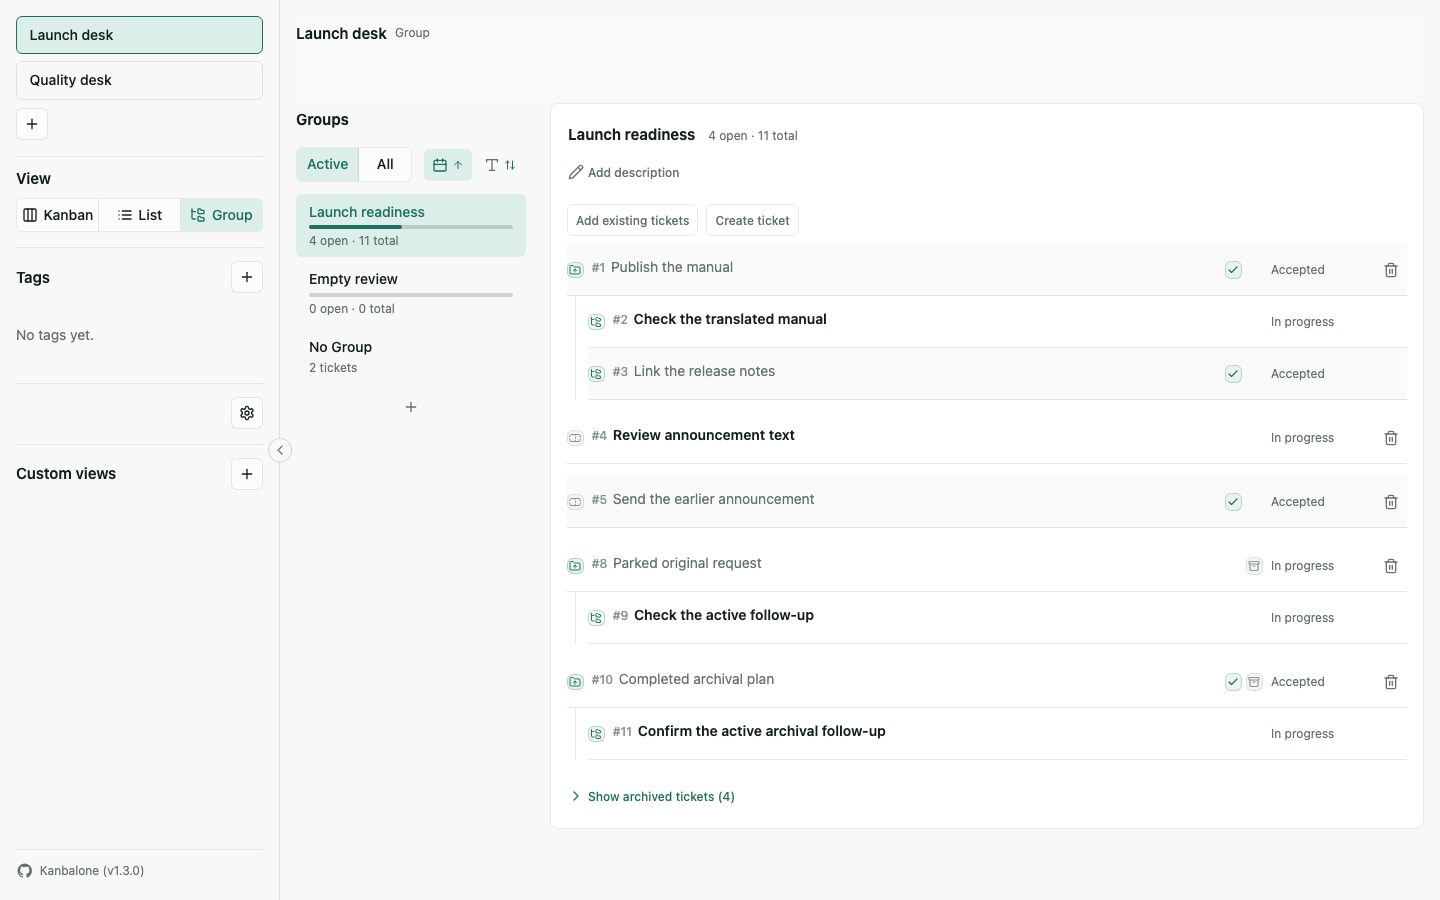 Launch desk
Quality desk
View
Kanban
List
Group
Tags
No tags yet.
Custom views
Kanbalone (v1.3.0)
Launch desk Group
Groups
Active
All
Launch readiness
4 open · 11 total
Empty review
0 open · 0 total
No Group
2 tickets
Launch readiness 4 open · 11 total
Add description
Add existing tickets
Create ticket
#1 Publish the manual Accepted
#2 Check the translated manual In progress
#3 Link the release notes Accepted
#4 Review announcement text In progress
#5 Send the earlier announcement Accepted
#8 Parked original request In progress
#9 Check the active follow-up In progress
#10 Completed archival plan Accepted
#11 Confirm the active archival follow-up In progress
Show archived tickets (4)